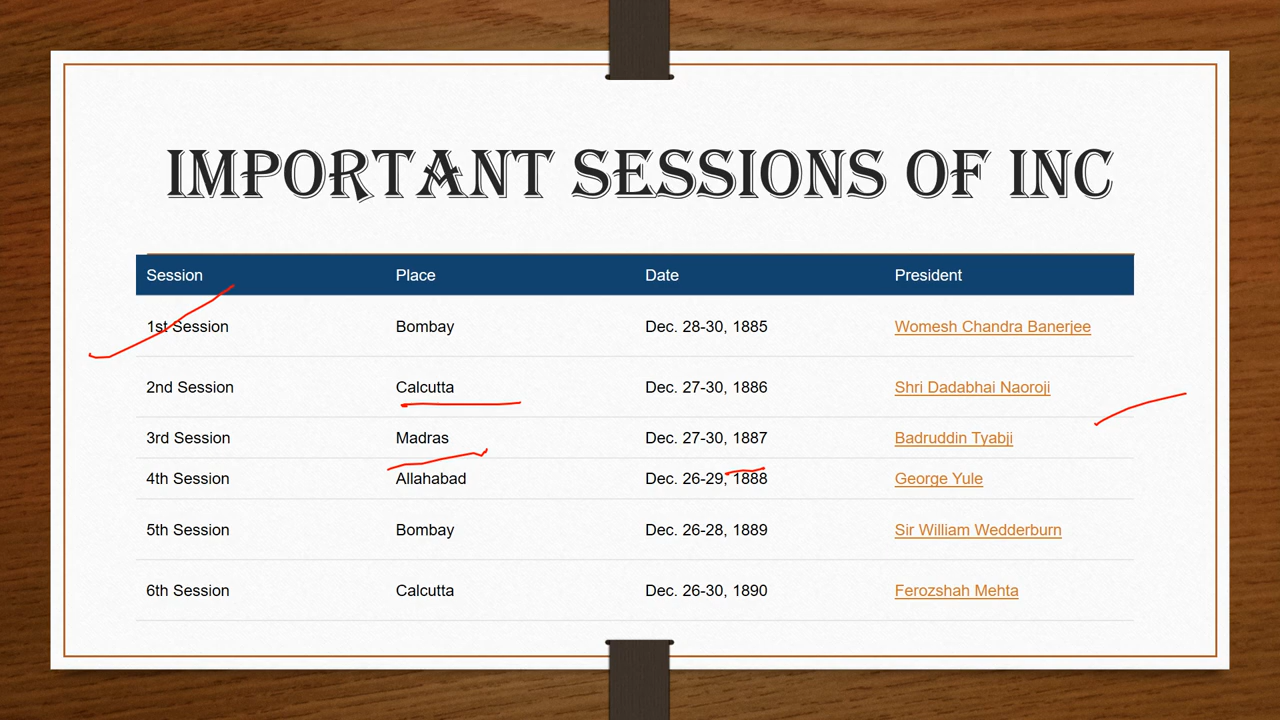 IMPORTANT SESSIONS OF INC
Session Place Date President
1st Session Bombay Dec. 28-30, 1885 Womesh Chandra Banerjee
2nd Session Calcutta Dec. 27-30, 1886 Shri Dadabhai Naoroji
3rd Session Madras Dec. 27-30, 1887 Badruddin Tyabji
4th Session Allahabad Dec. 26-29, 1888 George Yule
5th Session Bombay Dec. 26-28, 1889 Sir William Wedderburn
6th Session Calcutta Dec. 26-30, 1890 Ferozshah Mehta